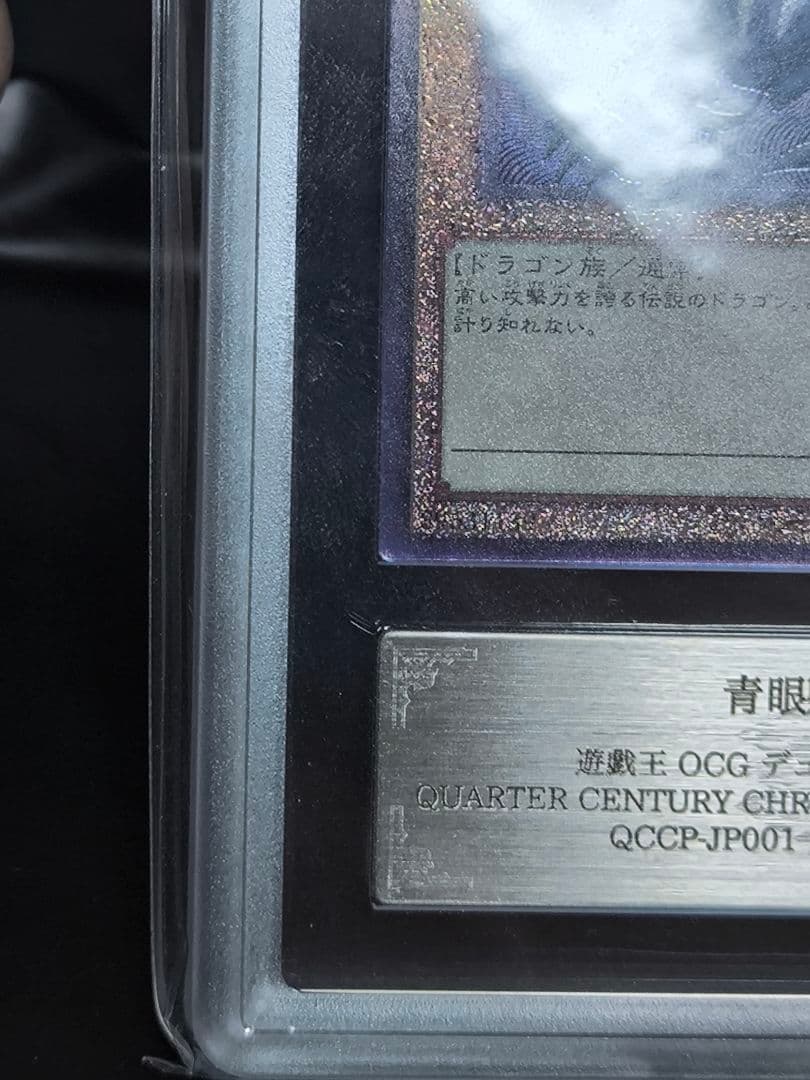 【ドラゴン族／通常
高い攻撃力を誇る伝説のドラゴン。
計り知れない。
青眼
遊戯王 OCG デュ
QUARTER CENTURY CHR
QCCP-JP001